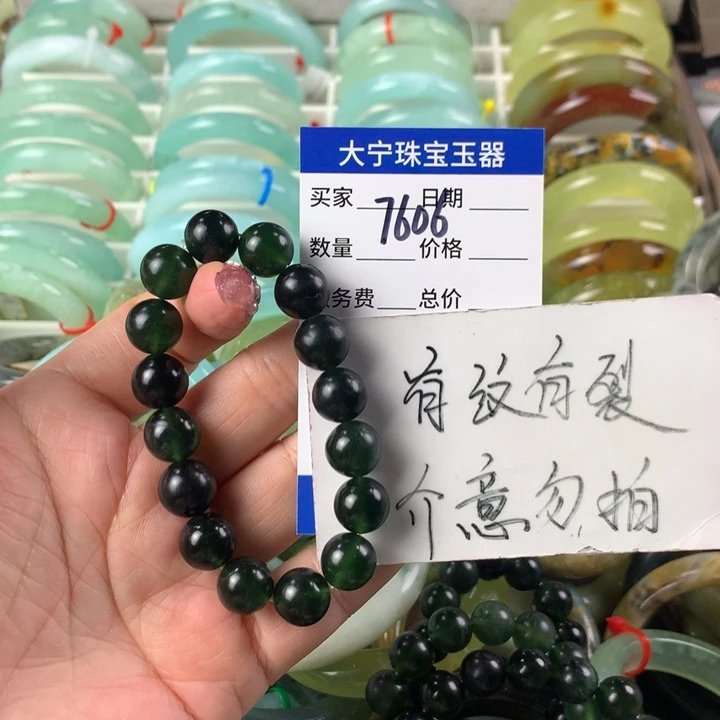 大宁珠宝玉器
买家 日期
7606
数量 价格
务费 总价
有纹有裂
介意勿拍